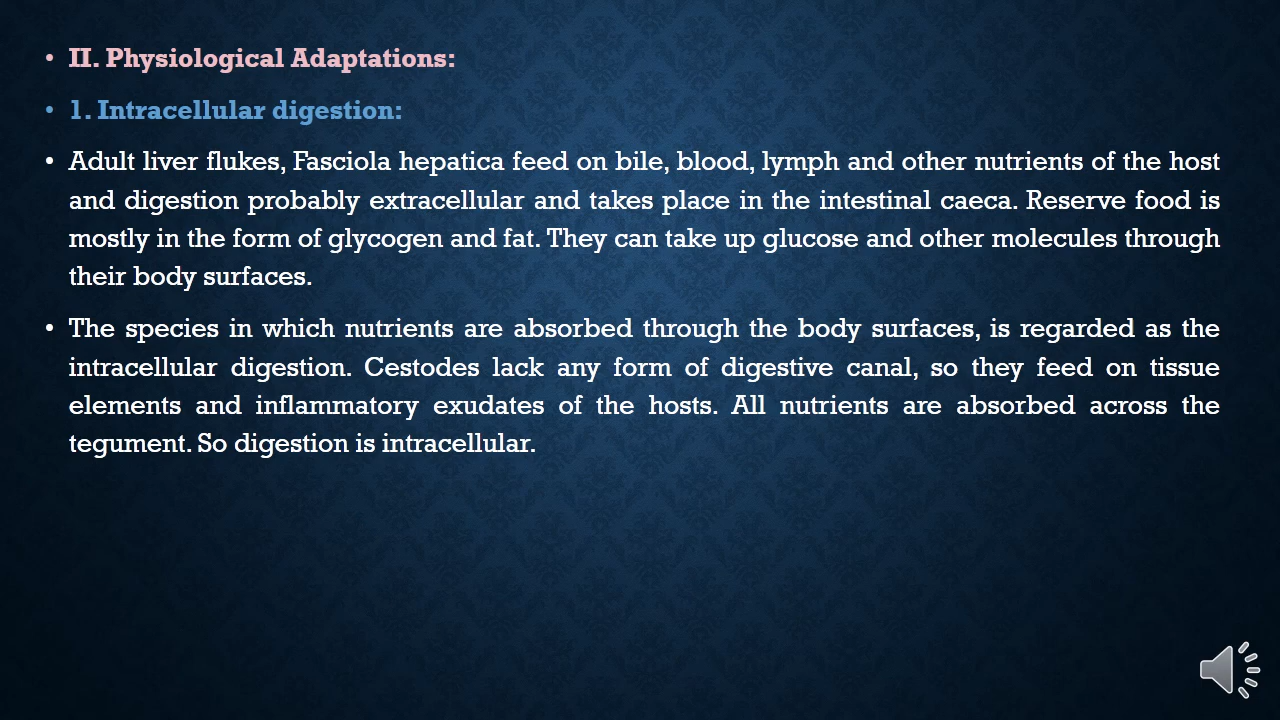 • II. Physiological Adaptations:
• 1. Intracellular digestion:
• Adult liver flukes, Fasciola hepatica feed on bile, blood, lymph and other nutrients of the host
and digestion probably extracellular and takes place in the intestinal caeca. Reserve food is
mostly in the form of glycogen and fat. They can take up glucose and other molecules through
their body surfaces.
• The species in which nutrients are absorbed through the body surfaces, is regarded as the
intracellular digestion. Cestodes lack any form of digestive canal, so they feed on tissue
elements and inflammatory exudates of the hosts. All nutrients are absorbed across the
tegument. So digestion is intracellular.